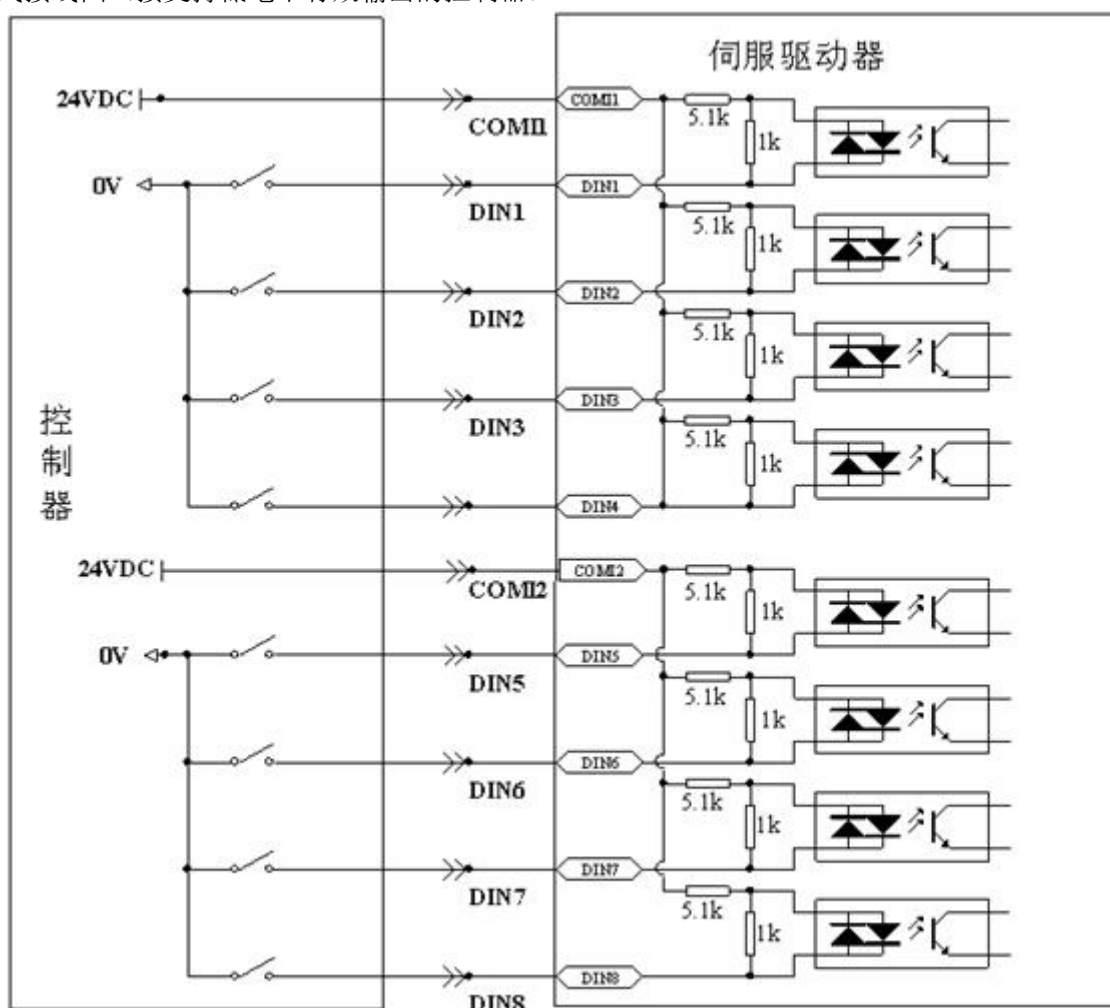 伺服驱动器
24VDC
COMI1
COMI1
5.1k
1k
0V
DIN1
DIN1
5.1k
1k
DIN2
DIN2
5.1k
1k
DIN3
DIN3
5.1k
1k
控制器
DIN4
24VDC
COMI2
COMI2
5.1k
1k
0V
DIN5
DIN5
5.1k
1k
DIN6
DIN6
5.1k
1k
DIN7
DIN7
5.1k
1k
DIN8
DIN8